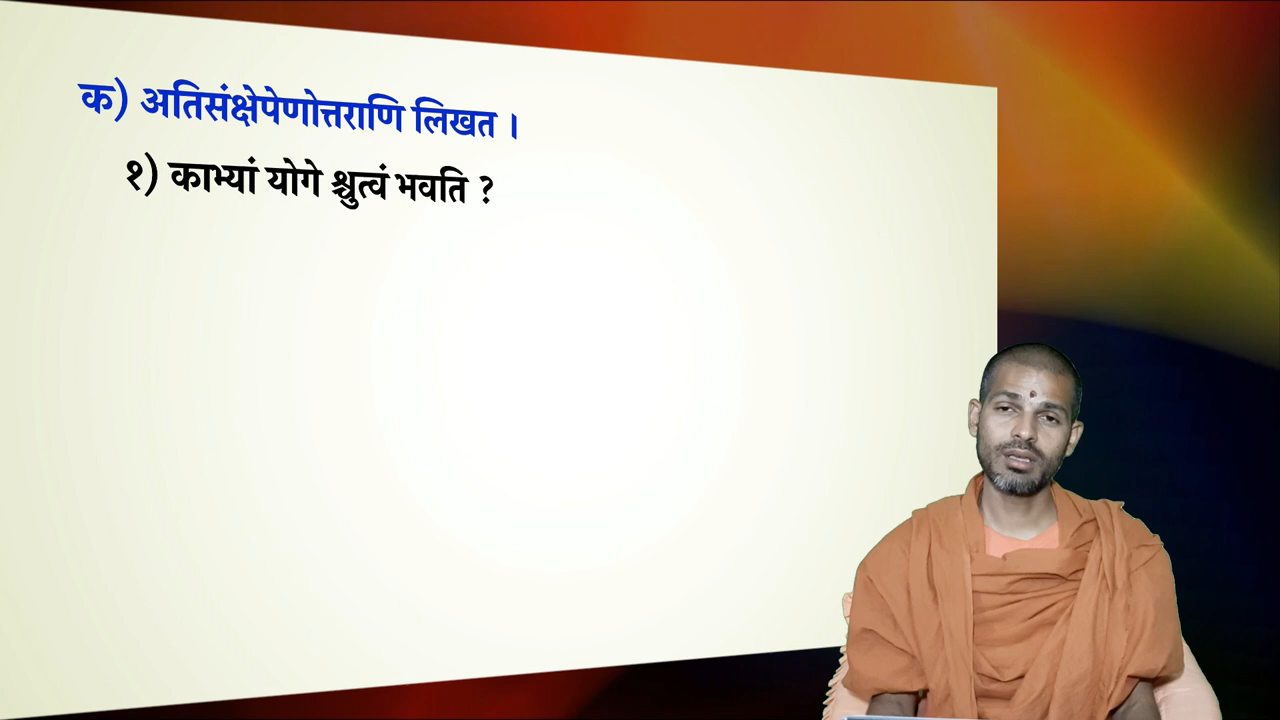 क) अतिसंक्षेपेणोत्तराणि लिखत ।
१) काभ्यां योगे श्चुत्वं भवति ?